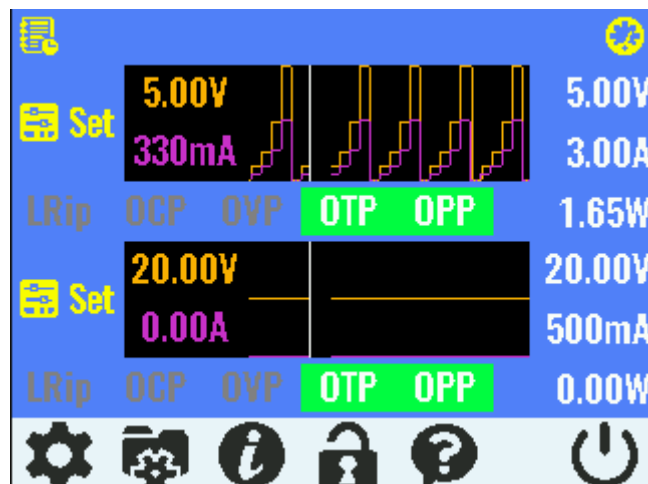 5.00V 5.00V
Set
330mA 3.00A
LRip OCP OVP OTP OPP 1.65W
20.00V 20.00V
Set
0.00A 500mA
LRip OCP OVP OTP OPP 0.00W